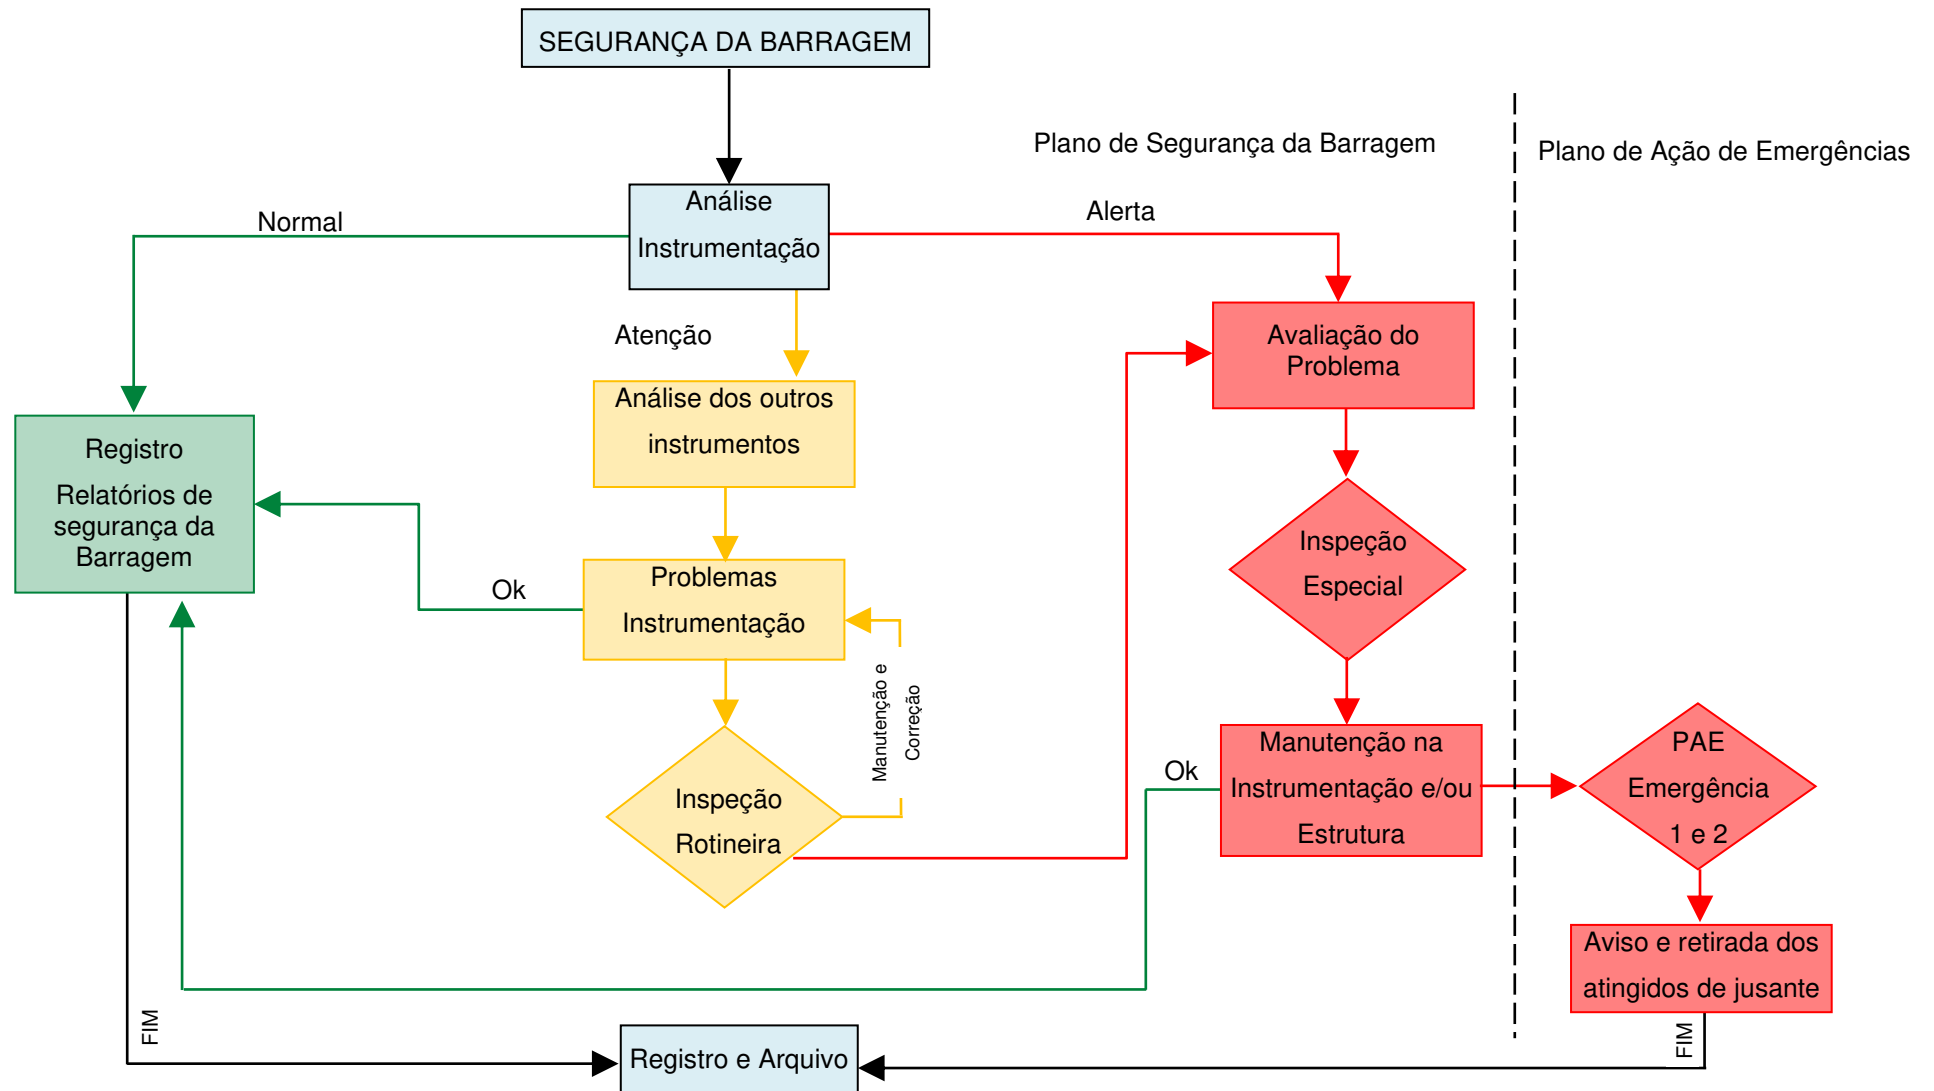 SEGURANÇA DA BARRAGEM
Plano de Segurança da Barragem
Plano de Ação de Emergências
Análise
Instrumentação
Normal
Alerta
Atenção
Avaliação do
Problema
Análise dos outros
instrumentos
Registro
Relatórios de
segurança da
Barragem
Ok
Problemas
Instrumentação
Manutenção e
Correção
Inspeção
Especial
Inspeção
Rotineira
Ok
Manutenção na
Instrumentação e/ou
Estrutura
PAE
Emergência
1 e 2
Aviso e retirada dos
atingidos de jusante
FIM
Registro e Arquivo
FIM